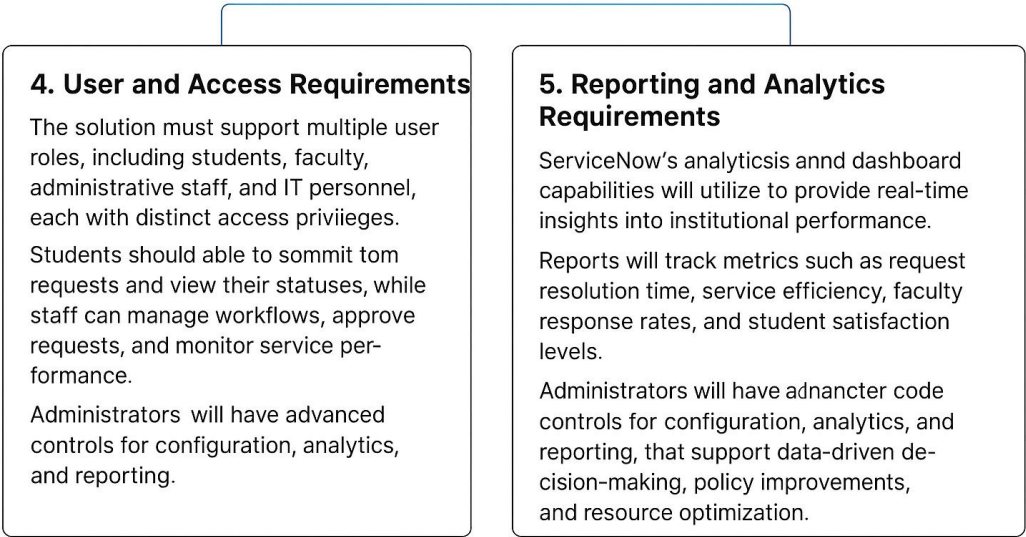 4. User and Access Requirements
The solution must support multiple user
roles, including students, faculty,
administrative staff, and IT personnel,
each with distinct access priviieges.
Students should able to sommit tom
requests and view their statuses, while
staff can manage workflows, approve
requests, and monitor service per-
formance.
Administrators will have advanced
controls for configuration, analytics,
and reporting.
5. Reporting and Analytics
Requirements
ServiceNow's analyticsis annd dashboard
capabilities will utilize to provide real-time
insights into institutional performance.
Reports will track metrics such as request
resolution time, service efficiency, faculty
response rates, and student satisfaction
levels.
Administrators will have adnancter code
controls for configuration, analytics, and
reporting, that support data-driven de-
cision-making, policy improvements,
and resource optimization.